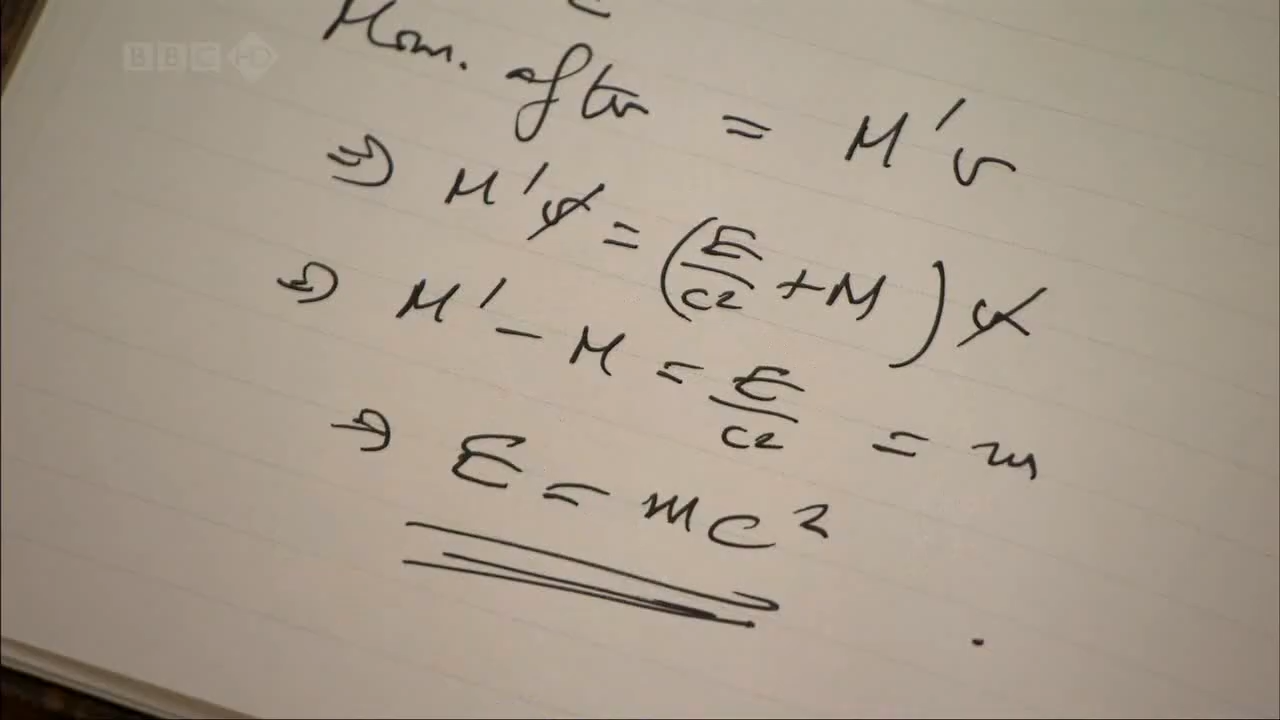 BBC HD
Mom. after = M'v
⇒ M'v = (E/c2 + M) v
⇒ M' - M = E/c2 = m
⇒ E = mc²